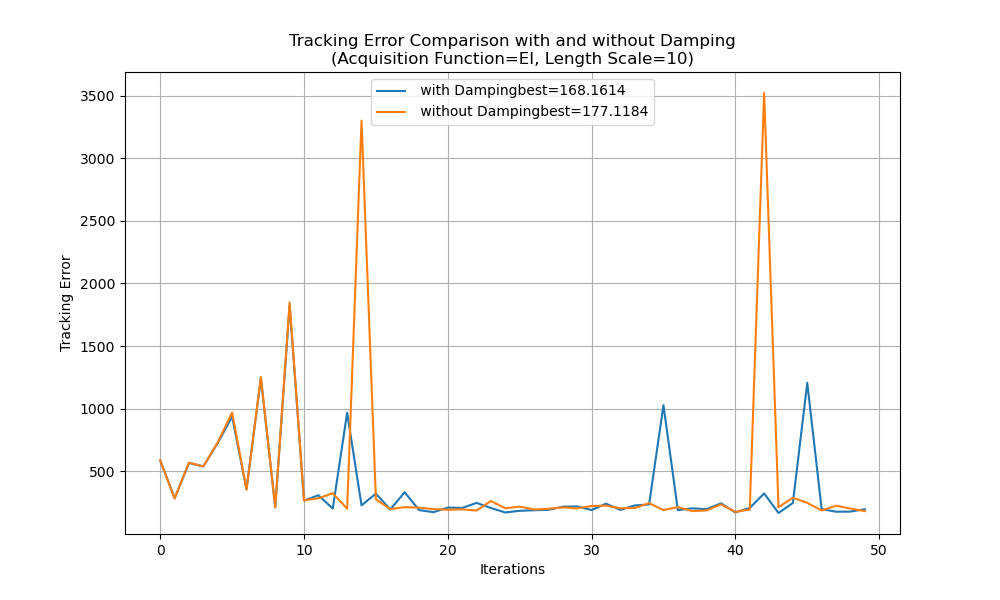 Tracking Error Comparison with and without Damping
(Acquisition Function=EI, Length Scale=10)
with Dampingbest=168.1614
without Dampingbest=177.1184
Tracking Error
3500
3000
2500
2000
1500
1000
500
0 10 20 30 40 50
Iterations